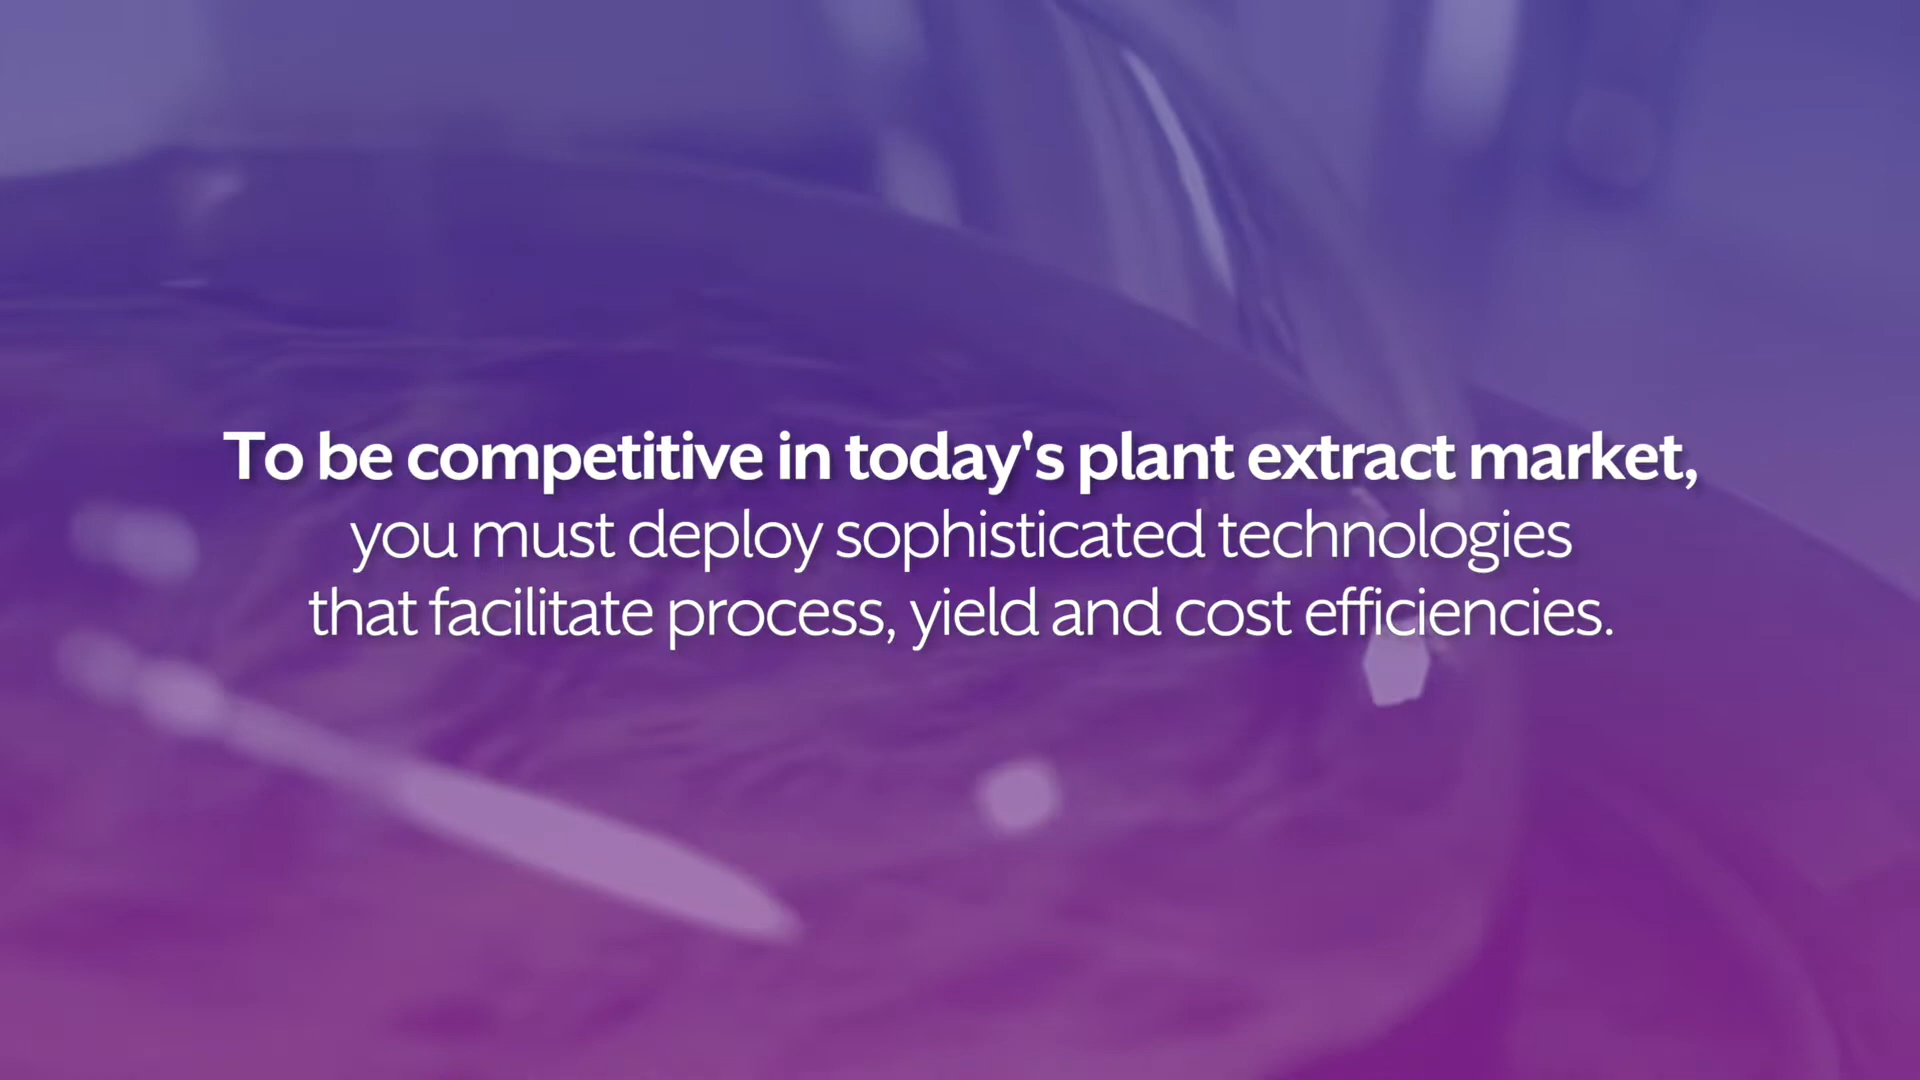 To be competitive in today's plant extract market,
you must deploy sophisticated technologies
that facilitate process, yield and cost efficiencies.